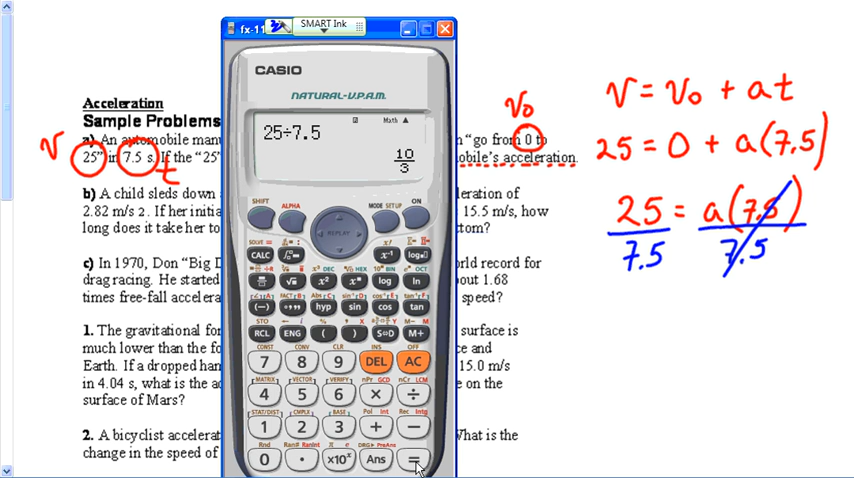 SMART Ink
fx-11
CASIO
NATURAL-V.P.A.M.
Math ▲
25÷7.5
10
3
SHIFT
ALPHA
REPLAY
MODE SETUP
ON
CALC
log
ln
hyp
sin
cos
tan
RCL
ENG
(
)
S⇔D
M+
7 8 9 DEL AC
4 5 6 × ÷
1 2 3 + −
0 . ×10ˣ Ans =
Acceleration
Sample Problems
a) An automobile manu
n "go from 0 to
25" in 7.5 s. If the "25"
mobile's acceleration.
b) A child sleds down a
leration of
2.82 m/s 2. If her initia
15.5 m/s, how
long does it take her to
ottom?
c) In 1970, Don "Big D
orld record for
drag racing. He started
out 1.68
times free-fall accelera
speed?
1. The gravitational for
surface is
much lower than the fo
ce and
Earth. If a dropped han
15.0 m/s
in 4.04 s, what is the ac
e on the
surface of Mars?
2. A bicyclist accelerat
What is the
change in the speed of
v
t
v₀
v = v₀ + at
25 = 0 + a(7.5)
25 = a(7.5)
7.5 7.5